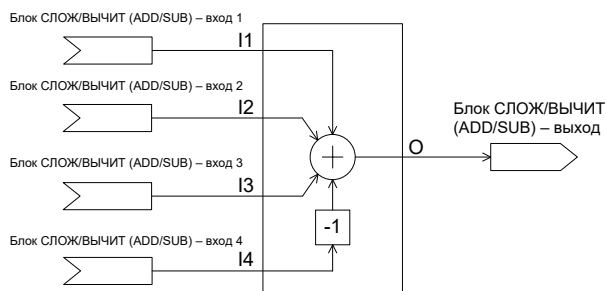 Блок СЛОЖ/ВЫЧИТ (ADD/SUB) – вход 1
I1
Блок СЛОЖ/ВЫЧИТ (ADD/SUB) – вход 2
I2
Блок СЛОЖ/ВЫЧИТ
(ADD/SUB) – выход
O
Блок СЛОЖ/ВЫЧИТ (ADD/SUB) – вход 3
I3
-1
Блок СЛОЖ/ВЫЧИТ (ADD/SUB) – вход 4
I4